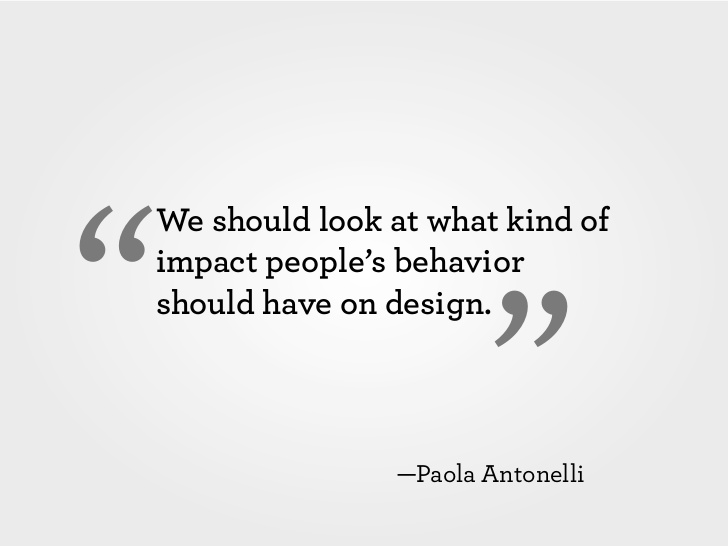 “We should look at what kind of
impact people’s behavior
should have on design.”
—Paola Antonelli